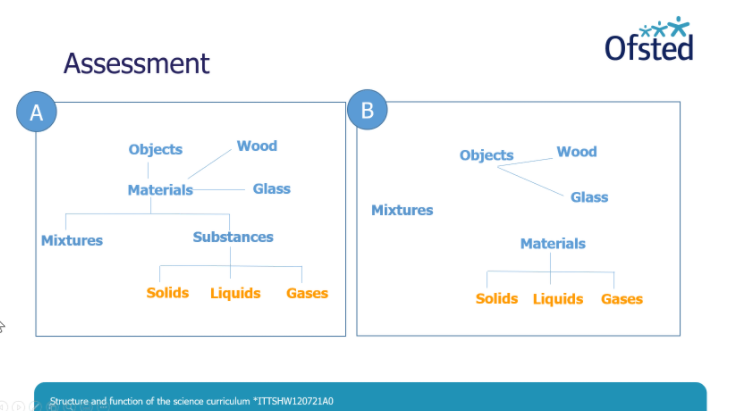 Ofsted
Assessment
A
Objects
Wood
Materials
Glass
Mixtures
Substances
Solids Liquids Gases
B
Objects
Wood
Glass
Mixtures
Materials
Solids Liquids Gases
Structure and function of the science curriculum *ITTSHW120721A0